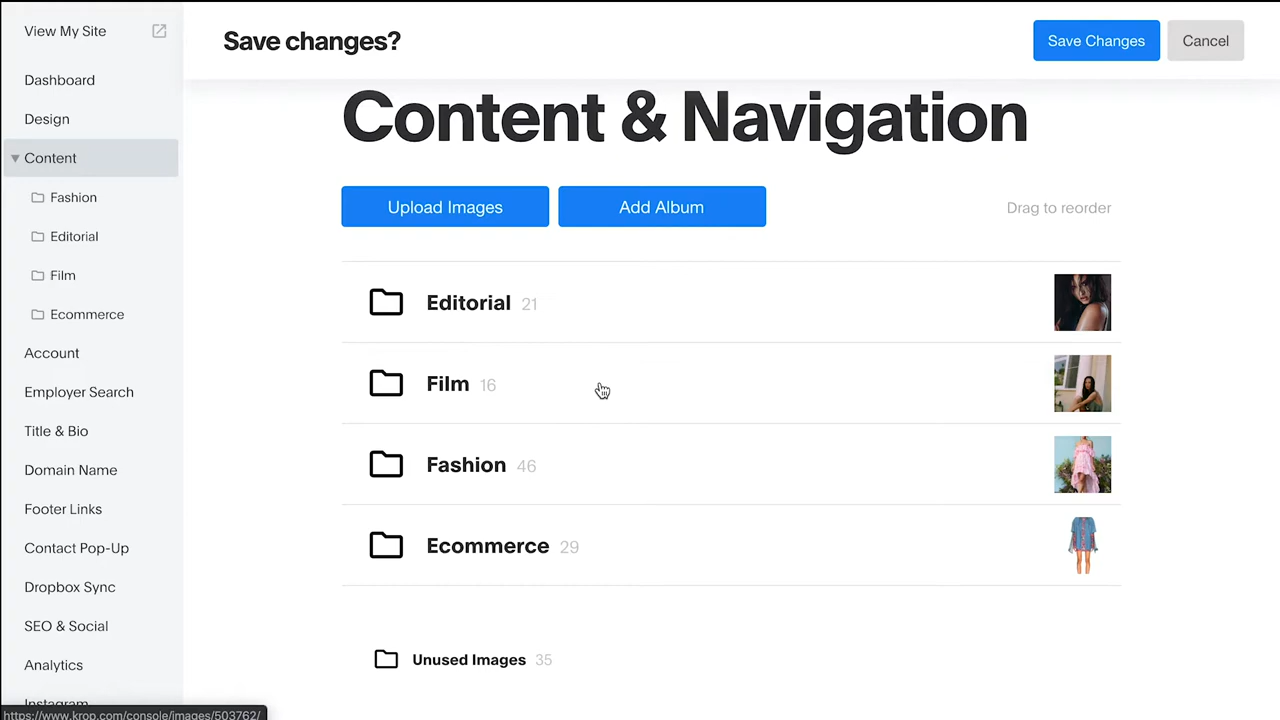 View My Site
Save changes?
Save Changes
Cancel
Dashboard
Design
Content
Fashion
Editorial
Film
Ecommerce
Account
Employer Search
Title & Bio
Domain Name
Footer Links
Contact Pop-Up
Dropbox Sync
SEO & Social
Analytics
Instagram
Content & Navigation
Upload Images
Add Album
Drag to reorder
Editorial 21
Film 16
Fashion 46
Ecommerce 29
Unused Images 35
https://www.krop.com/console/images/503762/